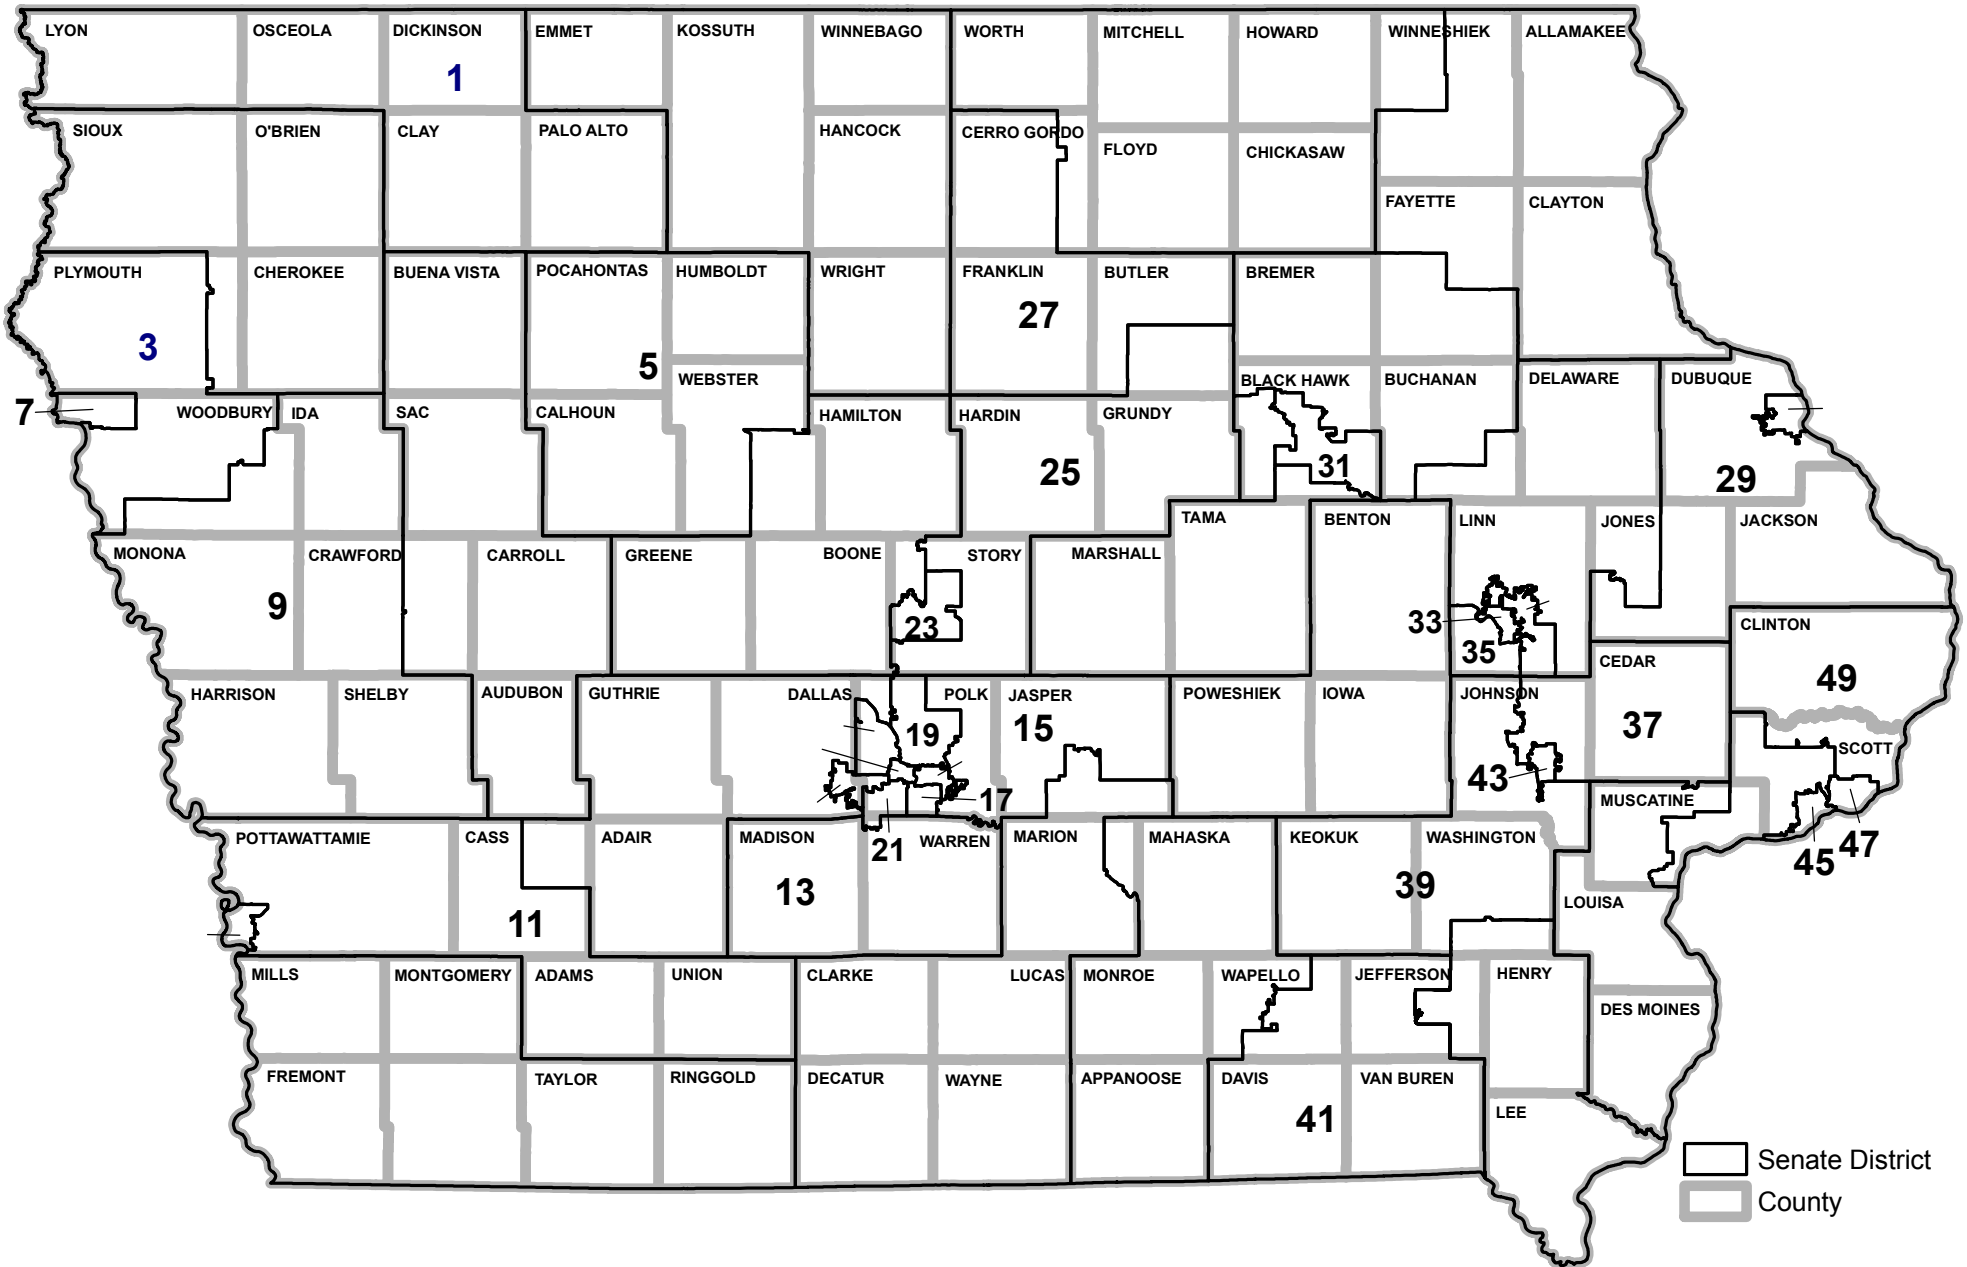 LYON
OSCEOLA
DICKINSON
EMMET
KOSSUTH
WINNEBAGO
WORTH
MITCHELL
HOWARD
WINNESHIEK
ALLAMAKEE
1
SIOUX
O'BRIEN
CLAY
PALO ALTO
HANCOCK
CERRO GORDO
FLOYD
CHICKASAW
FAYETTE
CLAYTON
PLYMOUTH
CHEROKEE
BUENA VISTA
POCAHONTAS
HUMBOLDT
WRIGHT
FRANKLIN
BUTLER
BREMER
27
3
5
WEBSTER
BLACK HAWK
BUCHANAN
DELAWARE
DUBUQUE
7
WOODBURY
IDA
SAC
CALHOUN
HAMILTON
HARDIN
GRUNDY
25
31
29
TAMA
BENTON
LINN
JONES
JACKSON
MONONA
CRAWFORD
CARROLL
GREENE
BOONE
STORY
MARSHALL
9
23
33
35
CLINTON
CEDAR
49
HARRISON
SHELBY
AUDUBON
GUTHRIE
DALLAS
POLK
JASPER
POWESHIEK
IOWA
JOHNSON
19
15
37
SCOTT
43
17
MUSCATINE
POTTAWATTAMIE
CASS
ADAIR
MADISON
21
WARREN
MARION
MAHASKA
KEOKUK
WASHINGTON
45
47
13
39
LOUISA
11
MILLS
MONTGOMERY
ADAMS
UNION
CLARKE
LUCAS
MONROE
WAPELLO
JEFFERSON
HENRY
DES MOINES
FREMONT
TAYLOR
RINGGOLD
DECATUR
WAYNE
APPANOOSE
DAVIS
VAN BUREN
41
LEE
Senate District
County